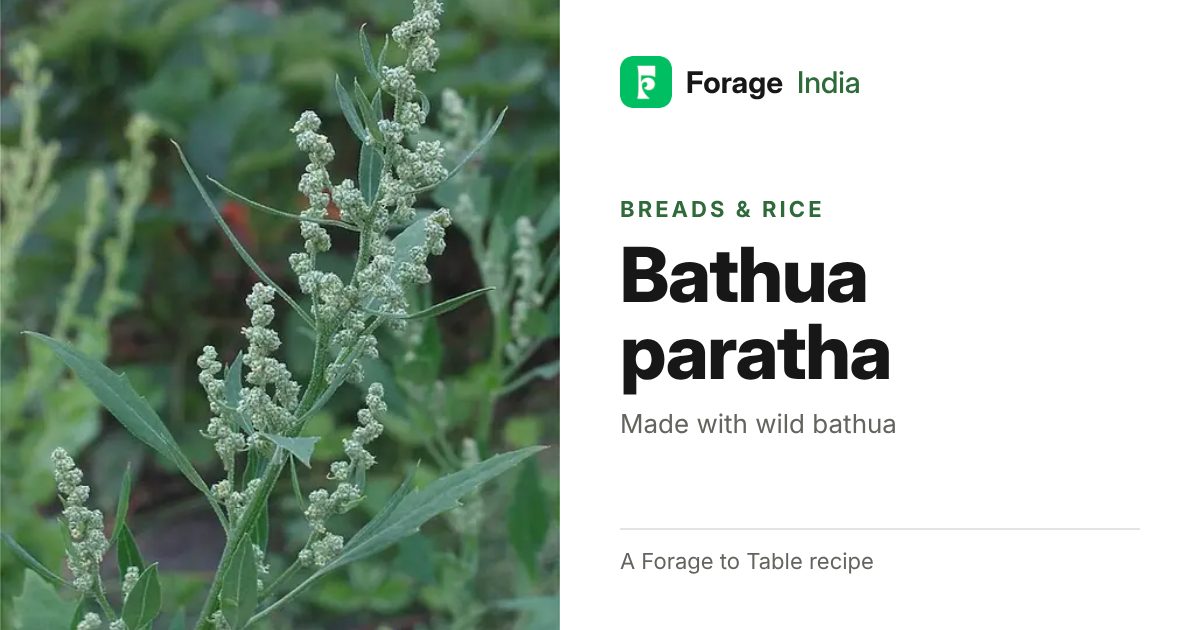 Forage India
BREADS & RICE
Bathua
paratha
Made with wild bathua
A Forage to Table recipe